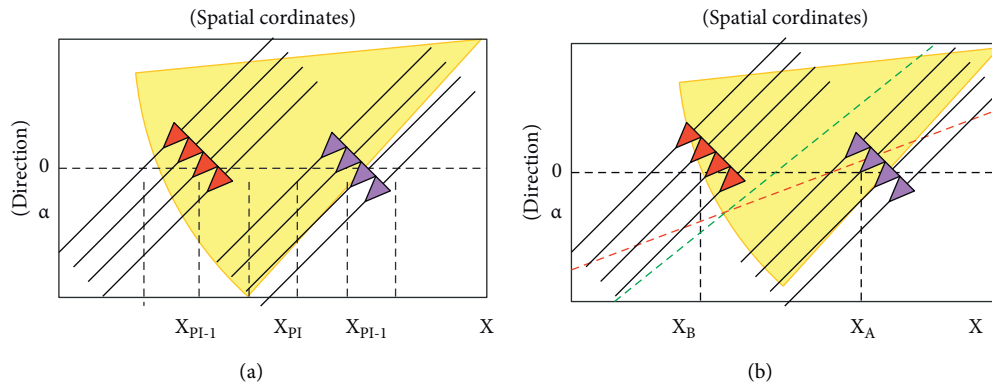 (Spatial cordinates)
(Direction)
0
α
X_PI-1 X_PI X_PI-1 X
(a)
(Spatial cordinates)
(Direction)
0
α
X_B X_A X
(b)